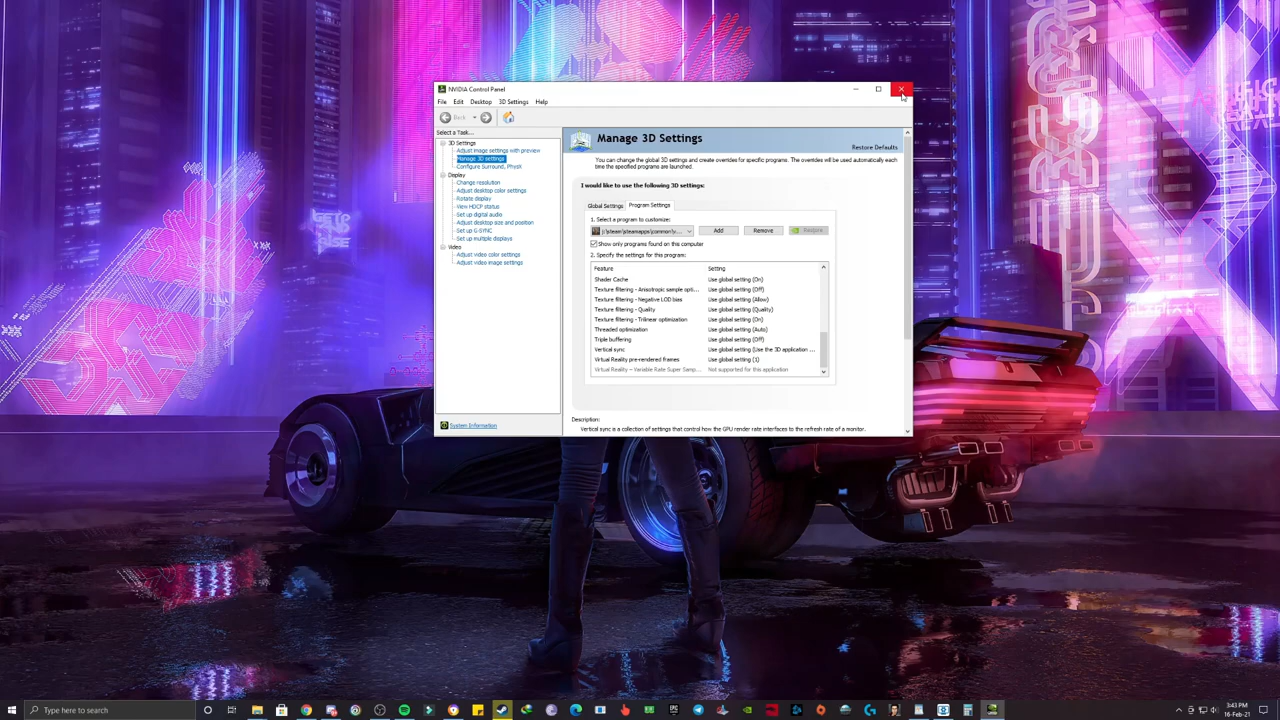 NVIDIA Control Panel
File Edit Desktop 3D Settings Help
Back
Select a Task...
3D Settings
Adjust image settings with preview
Manage 3D settings
Configure Surround, PhysX
Display
Change resolution
Adjust desktop color settings
Rotate display
View HDCP status
Set up digital audio
Adjust desktop size and position
Set up G-SYNC
Set up multiple displays
Video
Adjust video color settings
Adjust video image settings
System Information
Manage 3D Settings
Restore Defaults
You can change the global 3D settings and create overrides for specific programs. The overrides will be used automatically each
time the specified programs are launched.
I would like to use the following 3D settings:
Global Settings Program Settings
1. Select a program to customize:
Add Remove Restore
Show only programs found on this computer
2. Specify the settings for this program:
Feature Setting
Shader Cache Use global setting (On)
Texture filtering - Anisotropic sample opti... Use global setting (Off)
Texture filtering - Negative LOD bias Use global setting (Allow)
Texture filtering - Quality Use global setting (Quality)
Texture filtering - Trilinear optimization Use global setting (On)
Threaded optimization Use global setting (Auto)
Triple buffering Use global setting (Off)
Vertical sync Use global setting (Use the 3D application ...
Virtual Reality pre-rendered frames Use global setting (1)
Virtual Reality – Variable Rate Super Samp... Not supported for this application
Description:
Vertical sync is a collection of settings that control how the GPU render rate interfaces to the refresh rate of a monitor.
Type here to search
3:43 PM
16-Feb-21